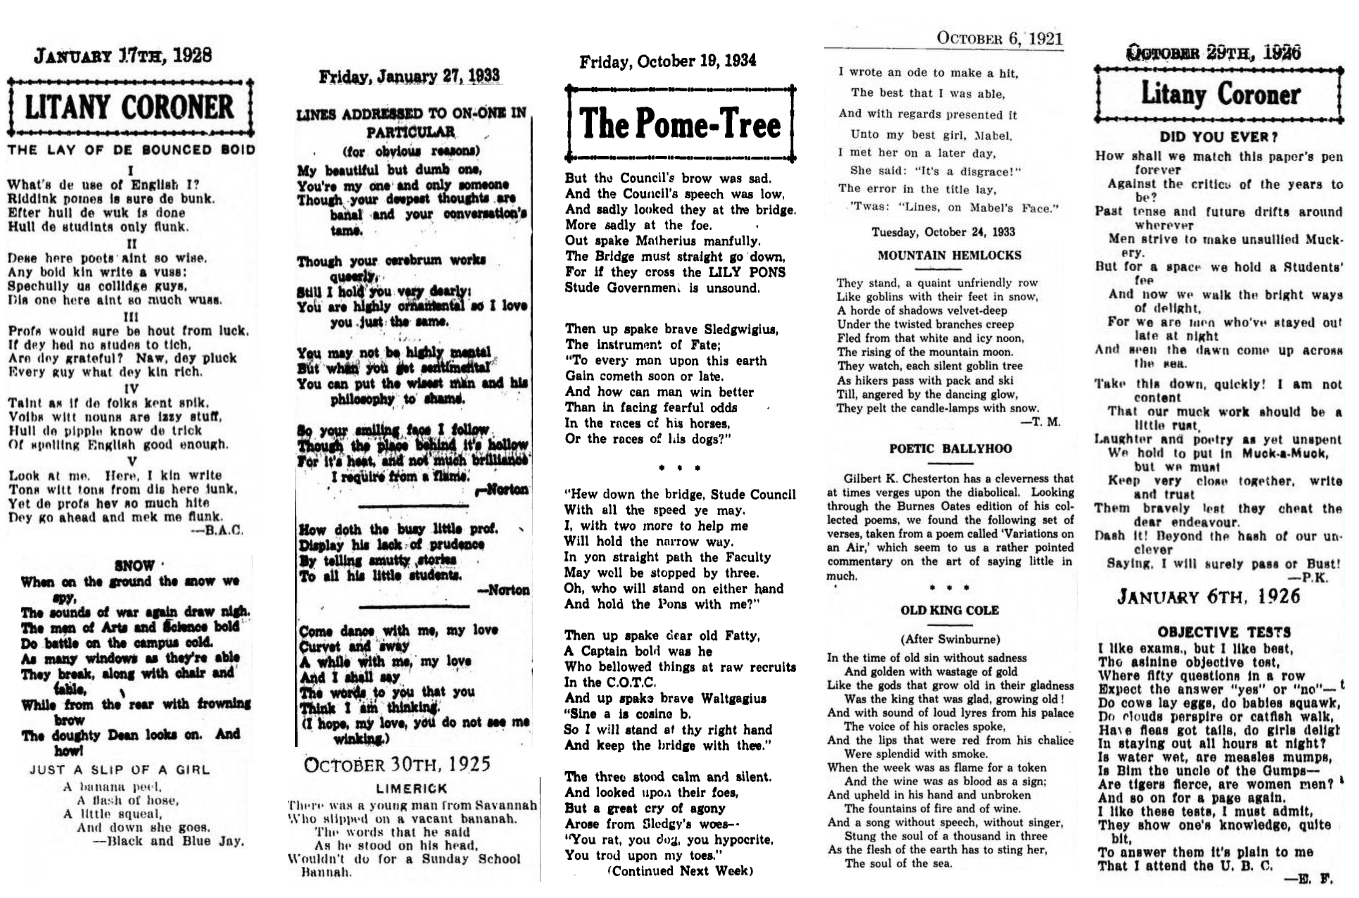 JANUARY 17TH, 1928
LITANY CORONER
THE LAY OF DE BOUNCED BOID
I
What's de use of English I?
Riddink pomes is sure de bunk.
Efter hull de wuk is done
Hull de studints only flunk.
II
Dese here poets aint so wise.
Any boid kin write a vuss:
Speshully us collidge guys,
Dis one here aint so much wuss.
III
Profs would sure be hout from luck,
If dey hed no studes to tich,
Are dey grateful? Naw, dey pluck
Every guy what dey kin rich.
IV
Taint as if de folks kent spik.
Voibs witt nouns are izzy stuff,
Hull de pipple know de trick
Of spelling English good enough.
V
Look at me. Here, I kin write
Tons witt tons from dis here junk,
Yet de profs hev so much hite
Dey go ahead and mek me flunk.
—B.A.C.
SNOW
When on the ground the snow we
spy,
The sounds of war again draw nigh.
The men of Arts and Science bold
Do battle on the campus cold.
As many windows as they're able
They break, along with chair and
table,
While from the rear with frowning
brow
The doughty Dean looks on. And
how!
JUST A SLIP OF A GIRL
A banana peel,
A flash of hose,
A little squeal,
And down she goes.
—Black and Blue Jay.
Friday, January 27, 1933
LINES ADDRESSED TO ON-ONE IN
PARTICULAR
(for obvious reasons)
My beautiful but dumb one,
You're my one and only someone
Though your deepest thoughts are
banal and your conversation's
tame.
Though your cerebrum works
queerly,
Still I hold you very dearly;
You are highly ornamental so I love
you just the same.
You may not be highly mental
But when you get sentimental
You can put the wisest man and his
philosophy to shame.
So your smiling face I follow
Though the place behind it's hollow
For it's heat, and not much brilliance
I require from a flame.
—Norton
How doth the busy little prof.
Display his lack of prudence
By telling smutty stories
To all his little students.
—Norton
Come dance with me, my love
Curvet and sway
A while with me, my love
And I shall say
The words to you that you
Think I am thinking.
(I hope, my love, you do not see me
winking.)
OCTOBER 30TH, 1925
LIMERICK
There was a young man from Savannah
Who slipped on a vacant bananah.
The words that he said
As he stood on his head,
Wouldn't do for a Sunday School
Bannah.
Friday, October 19, 1934
The Pome-Tree
But the Council's brow was sad.
And the Council's speech was low,
And sadly looked they at the bridge.
More sadly at the foe.
Out spake Matherius manfully.
The Bridge must straight go down,
For if they cross the LILY PONS
Stude Government is unsound.
Then up spake brave Sledgwigius,
The instrument of Fate;
"To every man upon this earth
Gain cometh soon or late.
And how can man win better
Than in facing fearful odds
In the races of his horses,
Or the races of his dogs?"
* * *
"Hew down the bridge, Stude Council
With all the speed ye may.
I, with two more to help me
Will hold the narrow way.
In yon straight path the Faculty
May well be stopped by three.
Oh, who will stand on either hand
And hold the Pons with me?"
Then up spake dear old Fatty,
A Captain bold was he
Who bellowed things at raw recruits
In the C.O.T.C.
And up spake brave Waltgagius
"Sine a is cosine b.
So I will stand at thy right hand
And keep the bridge with thee."
The three stood calm and silent.
And looked upon their foes,
But a great cry of agony
Arose from Sledgy's woes--
"You rat, you dog, you hypocrite,
You trod upon my toes."
(Continued Next Week)
OCTOBER 6, 1921
I wrote an ode to make a hit,
The best that I was able,
And with regards presented it
Unto my best girl, Mabel.
I met her on a later day,
She said: "It's a disgrace!"
The error in the title lay,
'Twas: "Lines, on Mabel's Face."
Tuesday, October 24, 1933
MOUNTAIN HEMLOCKS
They stand, a quaint unfriendly row
Like goblins with their feet in snow,
A horde of shadows velvet-deep
Under the twisted branches creep
Fled from that white and icy noon,
The rising of the mountain moon.
They watch, each silent goblin tree
As hikers pass with pack and ski
Till, angered by the dancing glow,
They pelt the candle-lamps with snow.
—T. M.
POETIC BALLYHOO
Gilbert K. Chesterton has a cleverness that
at times verges upon the diabolical. Looking
through the Burnes Oates edition of his col-
lected poems, we found the following set of
verses, taken from a poem called 'Variations on
an Air,' which seem to us a rather pointed
commentary on the art of saying little in
much.
* * *
OLD KING COLE
(After Swinburne)
In the time of old sin without sadness
And golden with wastage of gold
Like the gods that grow old in their gladness
Was the king that was glad, growing old!
And with sound of loud lyres from his palace
The voice of his oracles spoke,
And the lips that were red from his chalice
Were splendid with smoke.
When the week was as flame for a token
And the wine was as blood as a sign;
And upheld in his hand and unbroken
The fountains of fire and of wine.
And a song without speech, without singer,
Stung the soul of a thousand in three
As the flesh of the earth has to sting her,
The soul of the sea.
OCTOBER 29TH, 1926
Litany Coroner
DID YOU EVER?
How shall we match this paper's pen
forever
Against the critics of the years to
be?
Past tense and future drifts around
wherever
Men strive to make unsullied Muck-
ery.
But for a space we hold a Students'
fee
And now we walk the bright ways
of delight,
For we are men who've stayed out
late at night
And seen the dawn come up across
the sea.
Take this down, quickly! I am not
content
That our muck work should be a
little rust,
Laughter and poetry as yet unspent
We hold to put in Muck-a-Muck,
but we must
Keep very close together, write
and trust
Them bravely lest they cheat the
dear endeavour.
Dash it! Beyond the hash of our un-
clever
Saying, I will surely pass or Bust!
—P.K.
JANUARY 6TH, 1926
OBJECTIVE TESTS
I like exams., but I like best,
The asinine objective test,
Where fifty questions in a row
Expect the answer "yes" or "no"—
Do cows lay eggs, do babies squawk,
Do clouds perspire or catfish walk,
Have fleas got tails, do girls delight
In staying out all hours at night?
Is water wet, are measles mumps,
Is Bim the uncle of the Gumps—
Are tigers fierce, are women men?
And so on for a page again.
I like these tests, I must admit,
They show one's knowledge, quite
bit,
To answer them it's plain to me
That I attend the U. B. C.
—E. F.